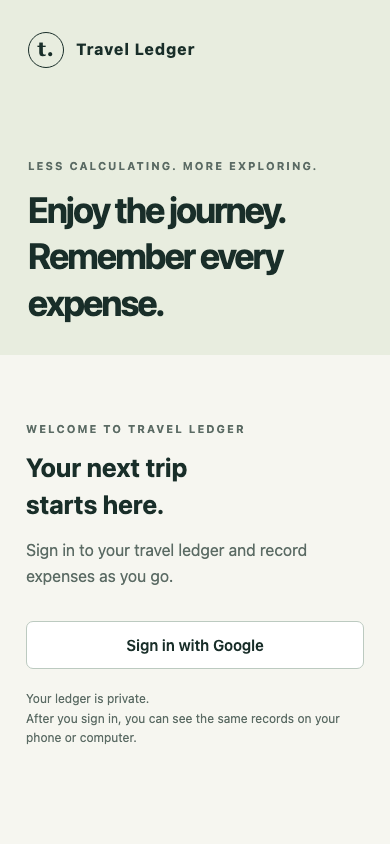 t.
Travel Ledger
LESS CALCULATING. MORE EXPLORING.
Enjoy the journey.
Remember every
expense.
WELCOME TO TRAVEL LEDGER
Your next trip
starts here.
Sign in to your travel ledger and record
expenses as you go.
Sign in with Google
Your ledger is private.
After you sign in, you can see the same records on your
phone or computer.